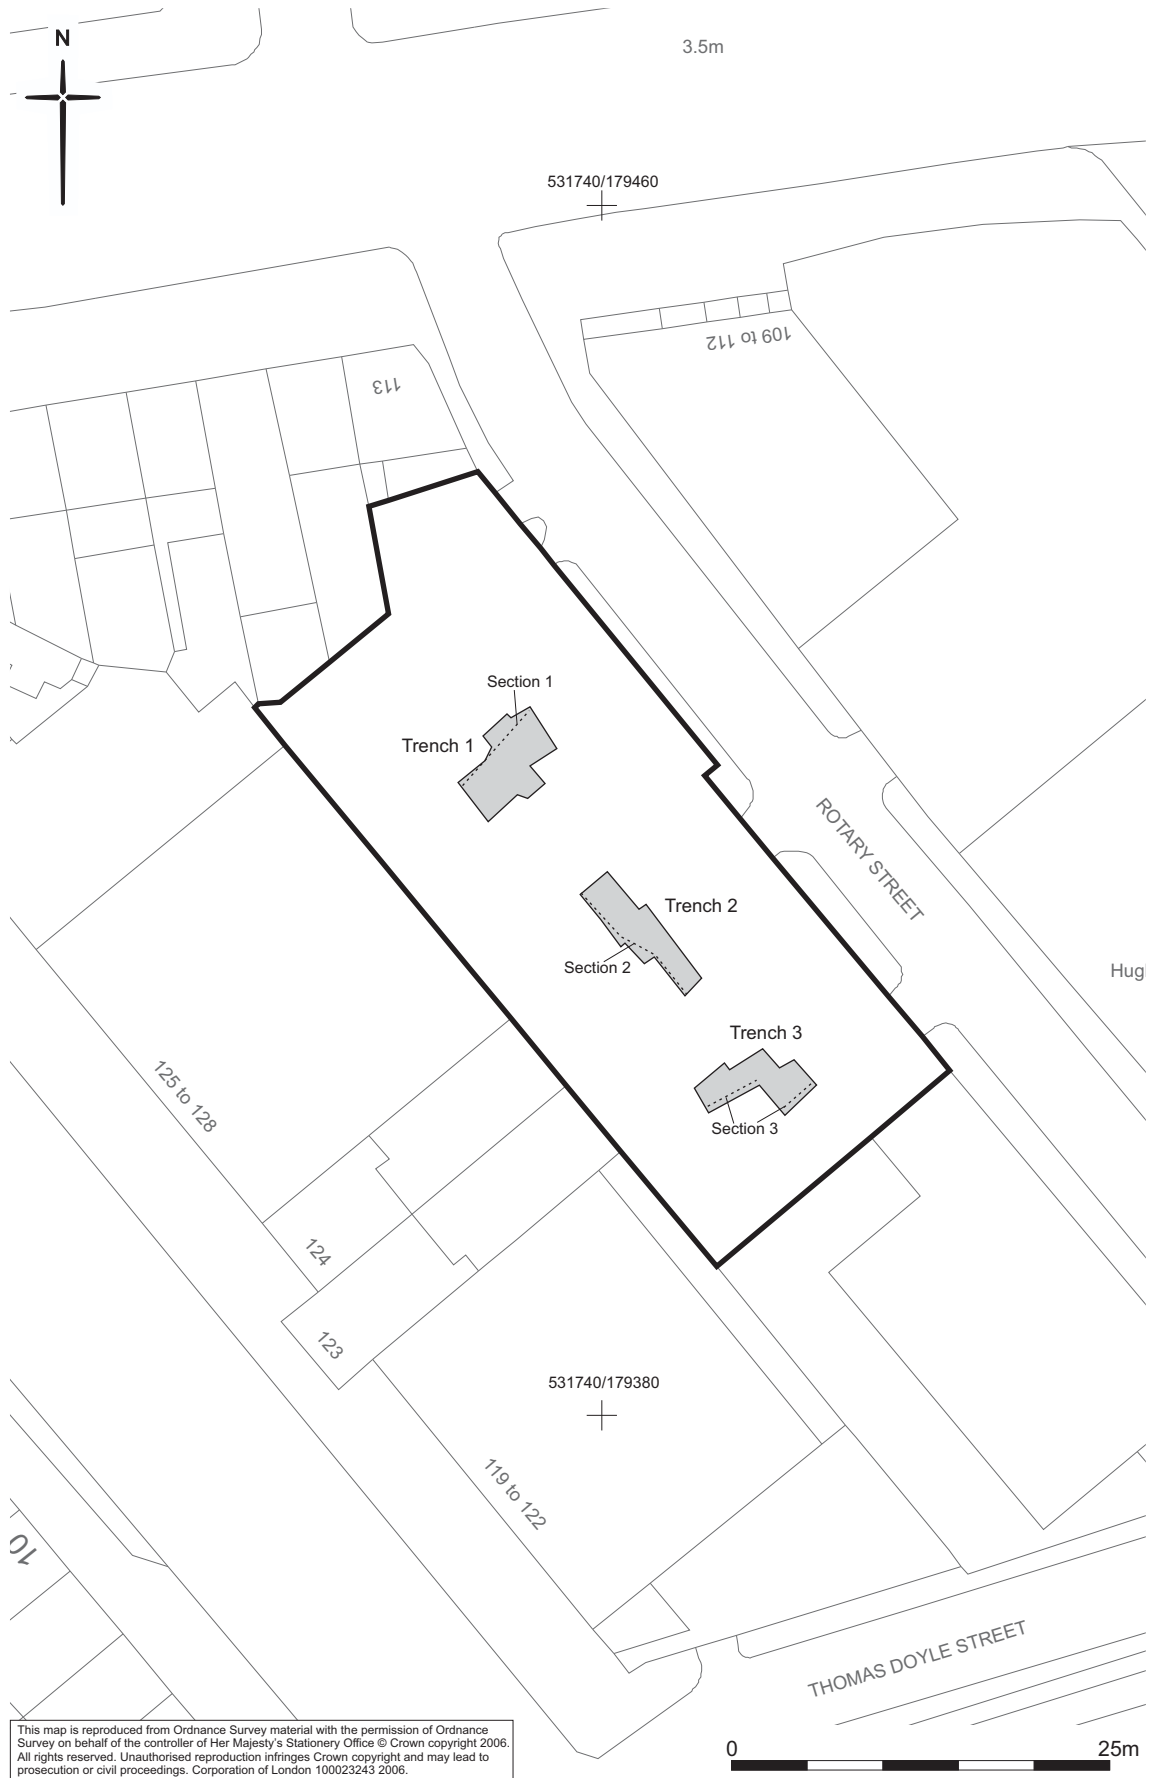 N
3.5m
531740/179460
109 to 112
113
Section 1
Trench 1
ROTARY STREET
Trench 2
Section 2
Hug
Trench 3
125 to 128
Section 3
124
123
531740/179380
119 to 122
10
THOMAS DOYLE STREET
This map is reproduced from Ordnance Survey material with the permission of Ordnance
Survey on behalf of the controller of Her Majesty's Stationery Office © Crown copyright 2006.
All rights reserved. Unauthorised reproduction infringes Crown copyright and may lead to
prosecution or civil proceedings. Corporation of London 100023243 2006.
0 25m